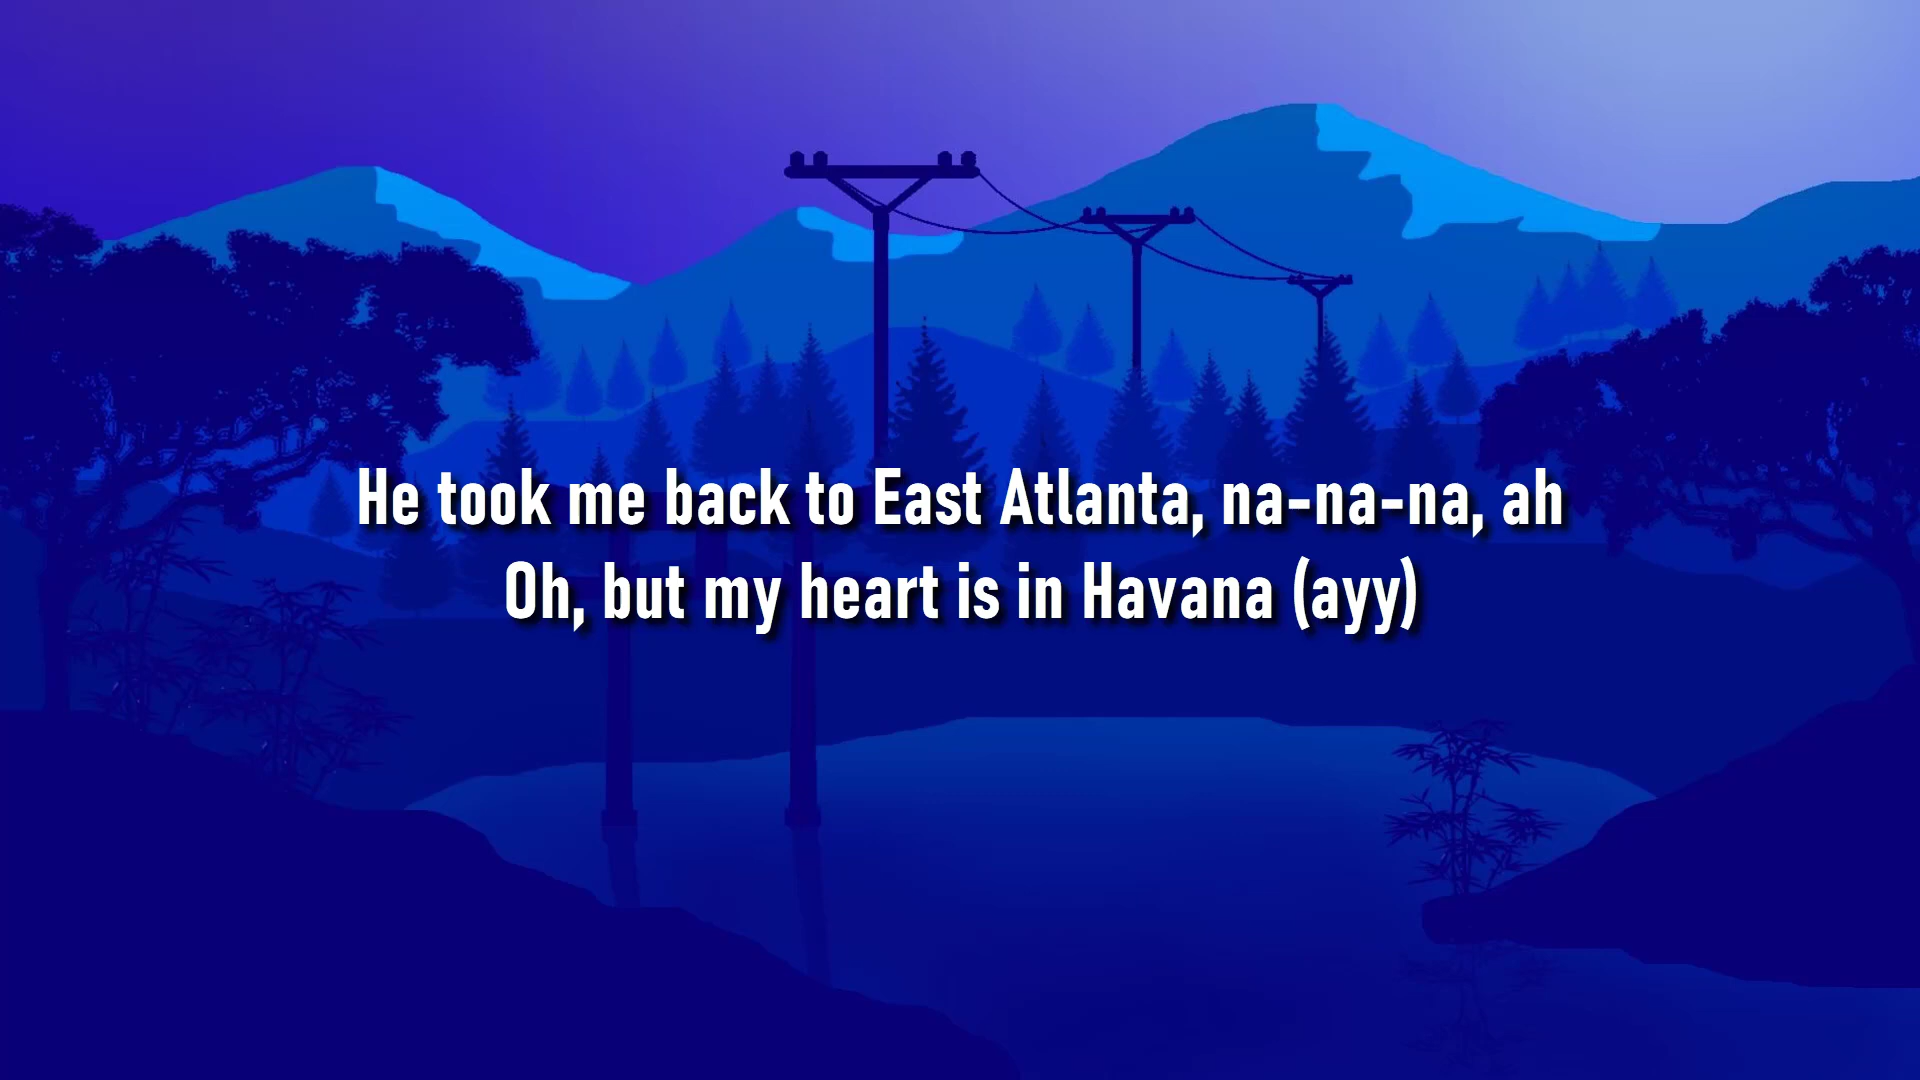 He took me back to East Atlanta, na-na-na, ah
Oh, but my heart is in Havana (ayy)